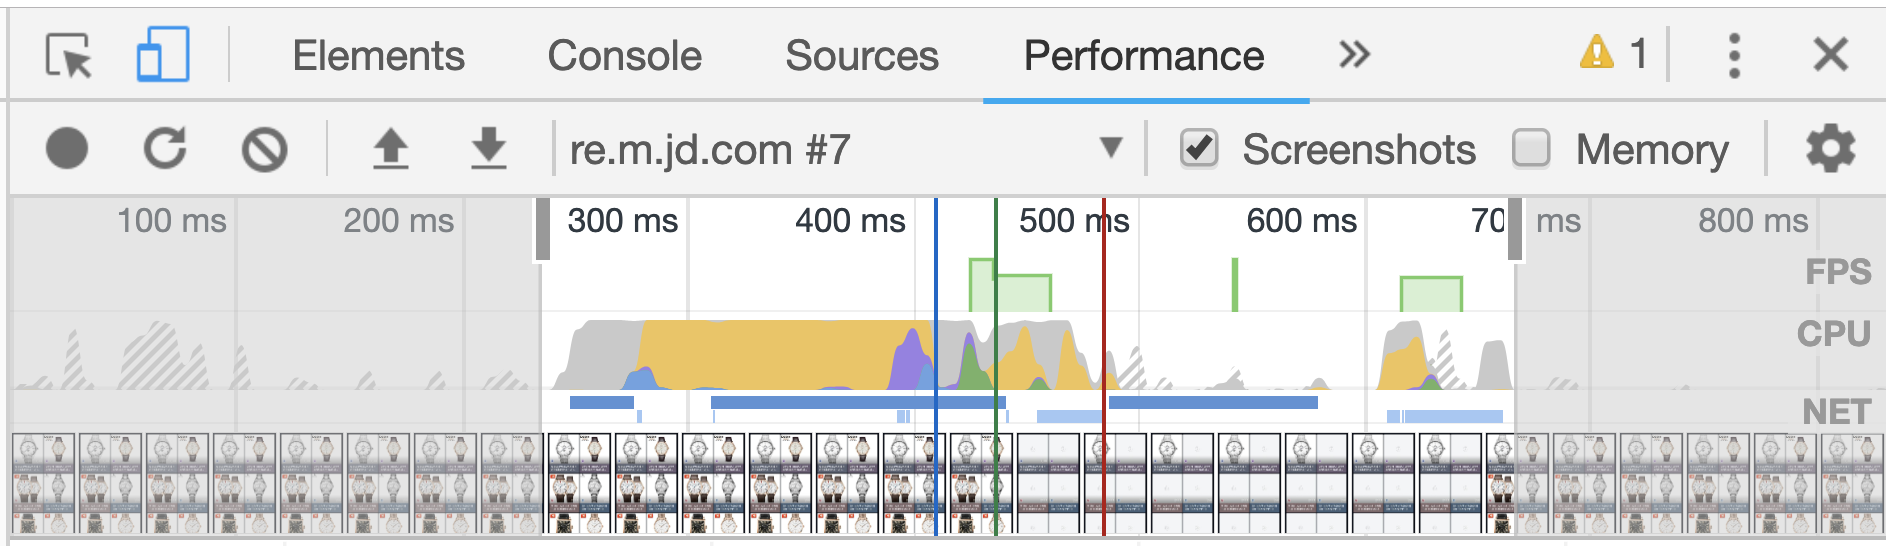 Elements Console Sources Performance » 1
re.m.jd.com #7 Screenshots Memory
100 ms 200 ms 300 ms 400 ms 500 ms 600 ms 70 ms 800 ms
FPS
CPU
NET